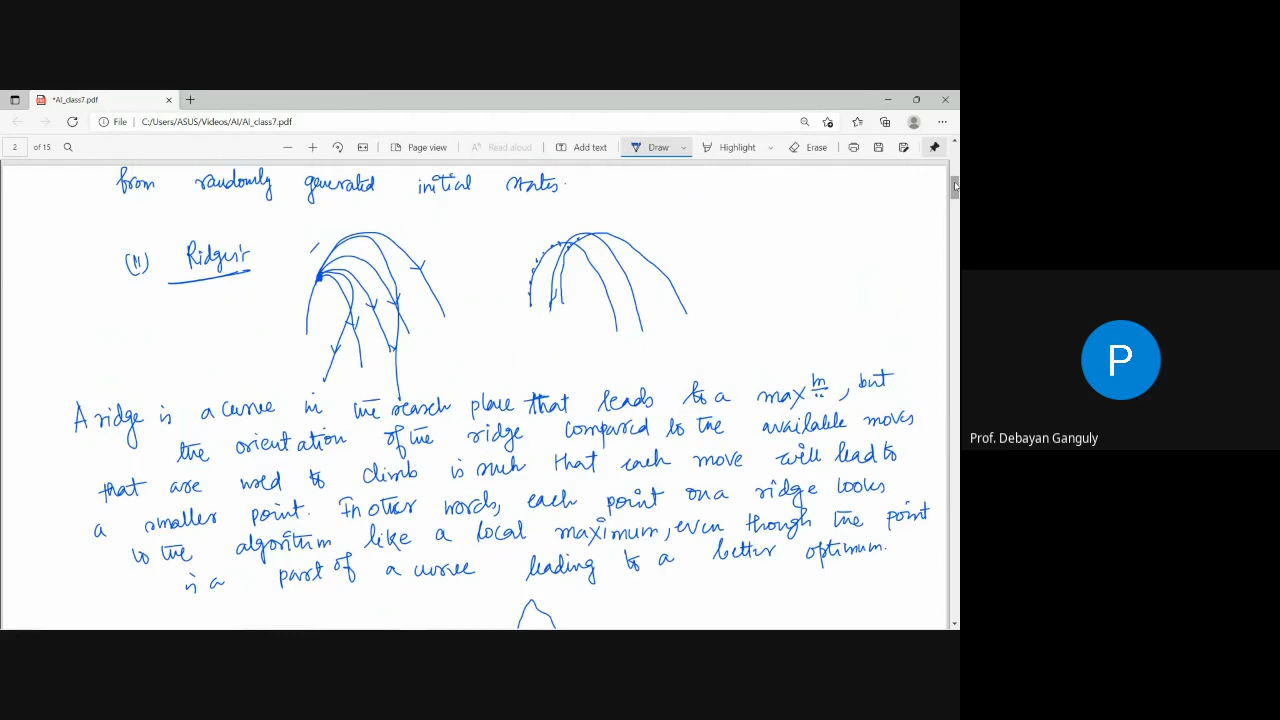 *AI_class7.pdf
File C:/Users/ASUS/Videos/AI/AI_class7.pdf
2 of 15 Page view Read aloud Add text Draw Highlight Erase
from randomly generated initial states.
(II) Ridges:
A ridge is a curve in the search place that leads to a max m, but
the orientation of the ridge compared to the available moves
that are used to climb is such that each move will lead to
a smaller point. In other words, each point on a ridge looks
to the algorithm like a local maximum, even though the point
is a part of a curve leading to a better optimum.
P
Prof. Debayan Ganguly